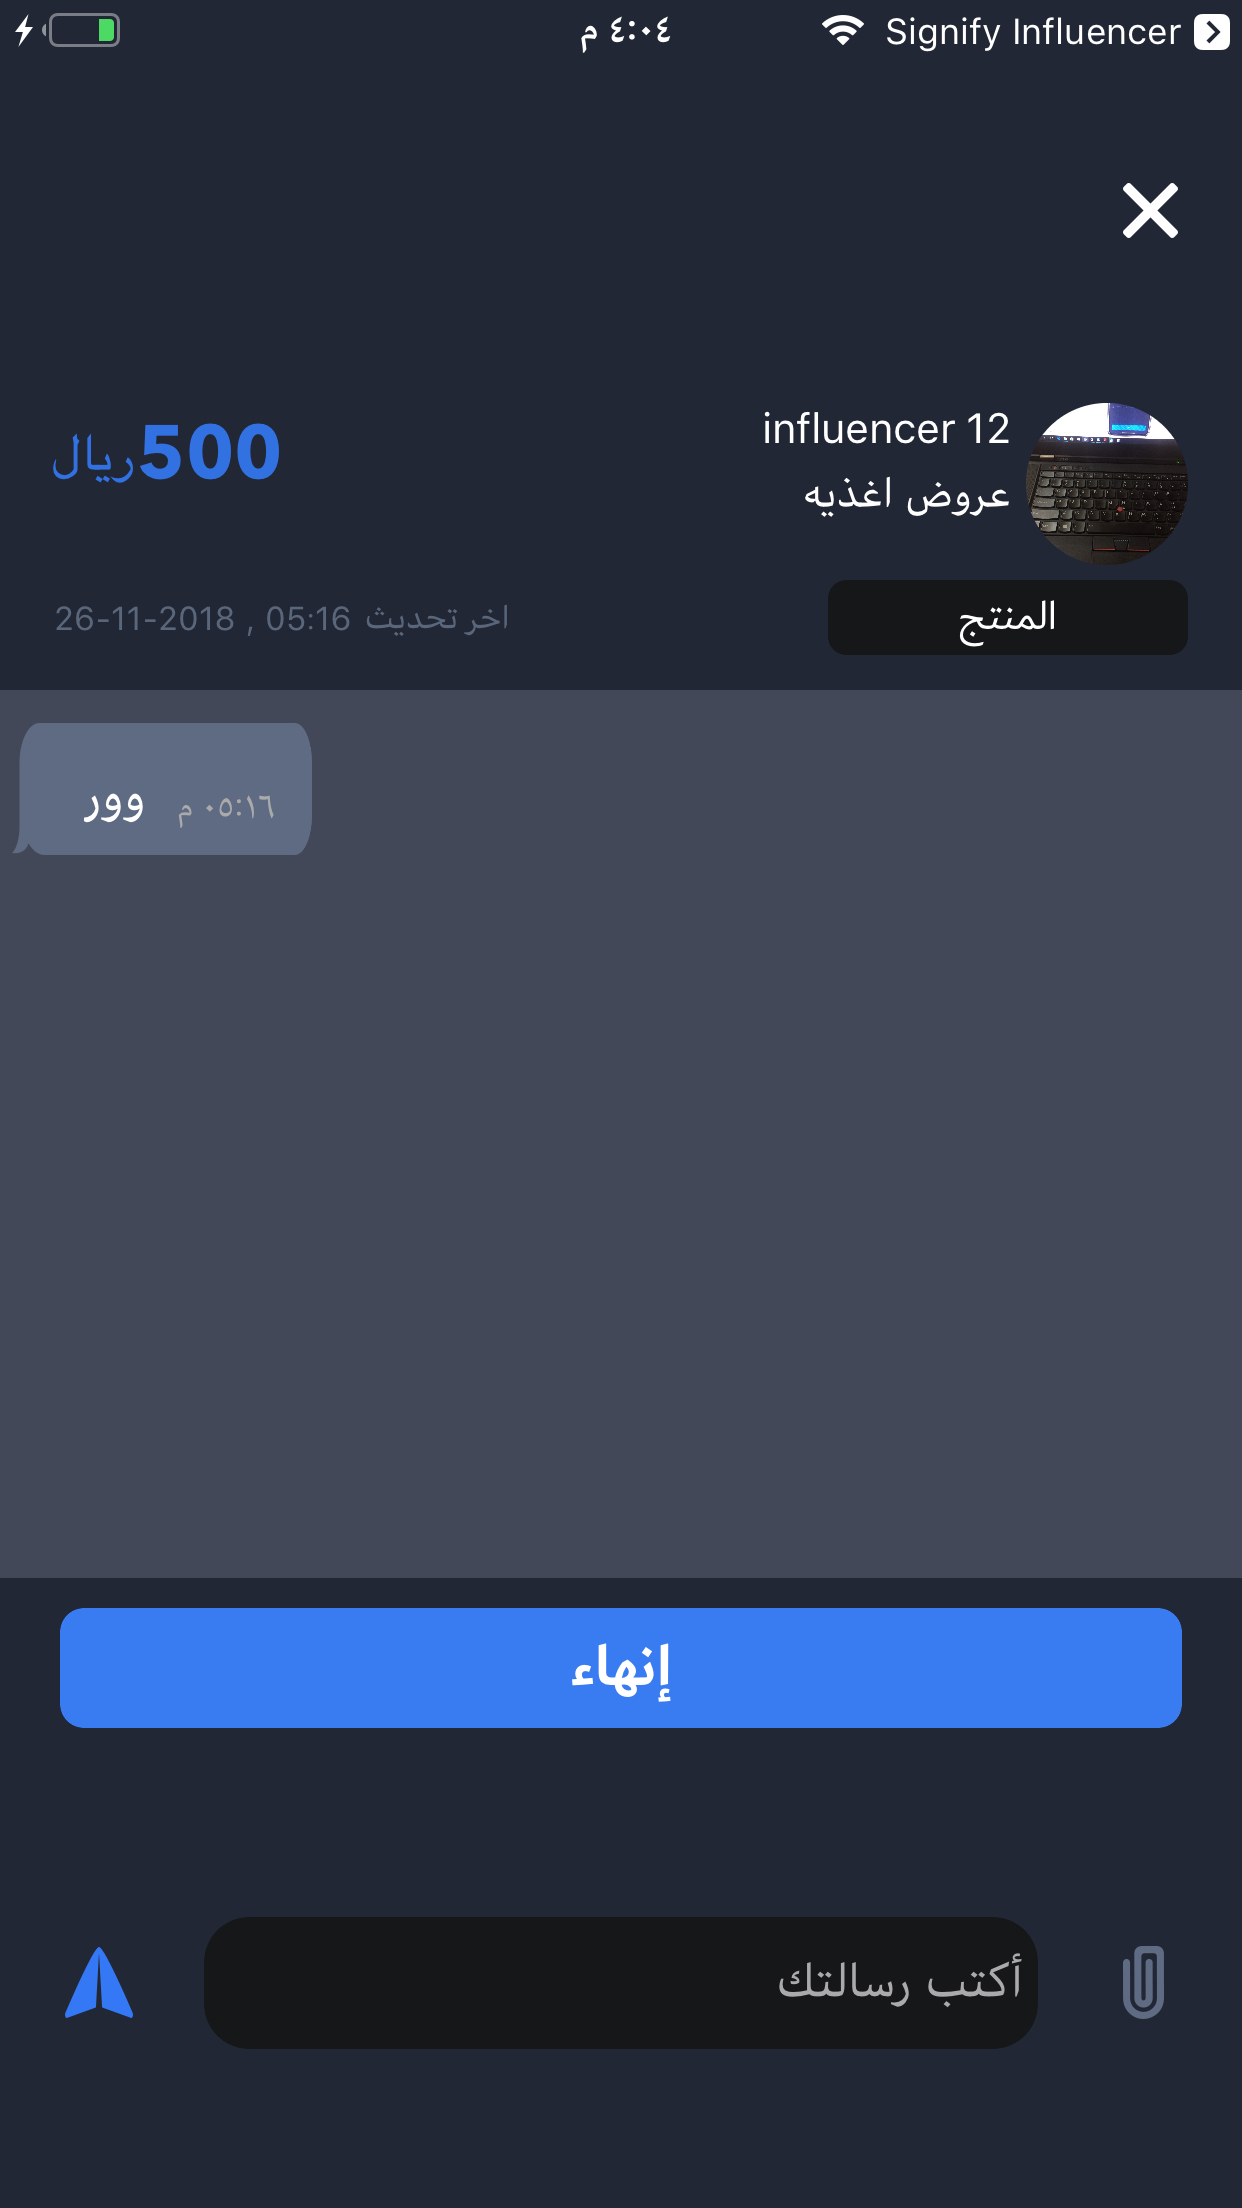 Signify Influencer
٤:٠٤ م
influencer 12
500ريال
عروض اغذيه
المنتج
اخر تحديث 26-11-2018 , 05:16
وور ٠٥:١٦ م
إنهاء
أكتب رسالتك